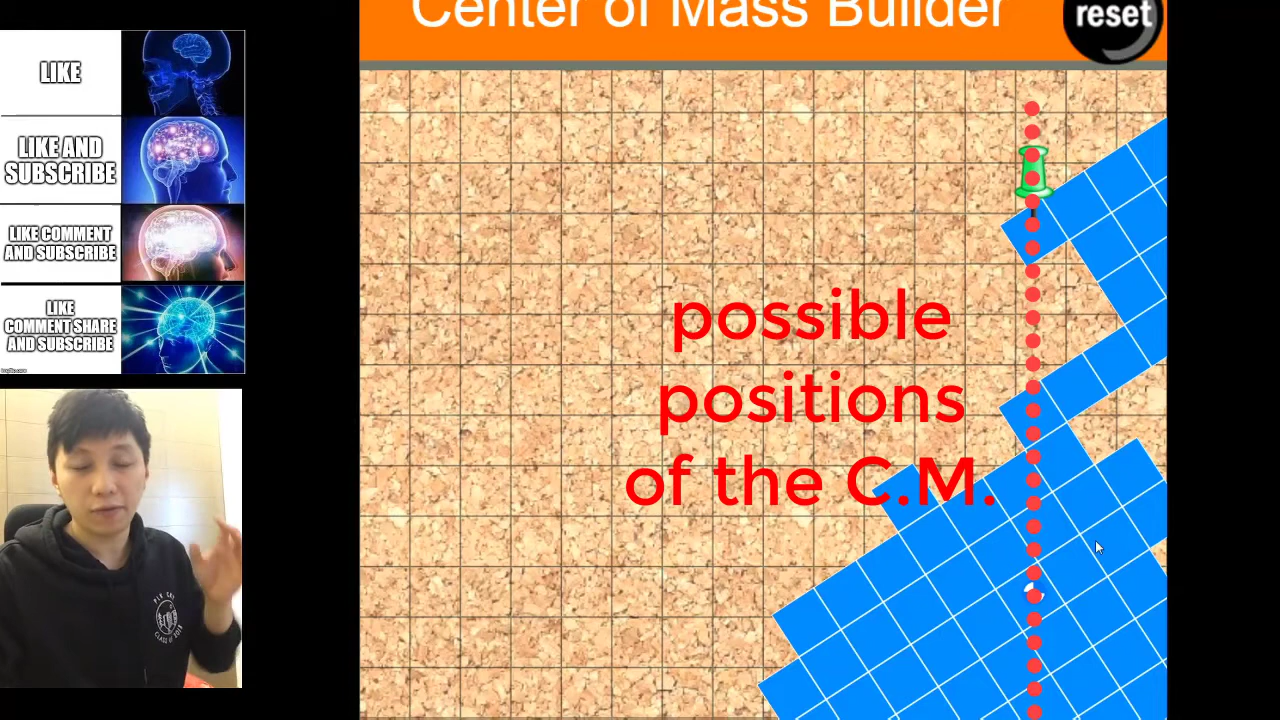 Center of Mass Builder
reset
LIKE
LIKE AND
SUBSCRIBE
LIKE COMMENT
AND SUBSCRIBE
LIKE
COMMENT SHARE
AND SUBSCRIBE
possible
positions
of the C.M.